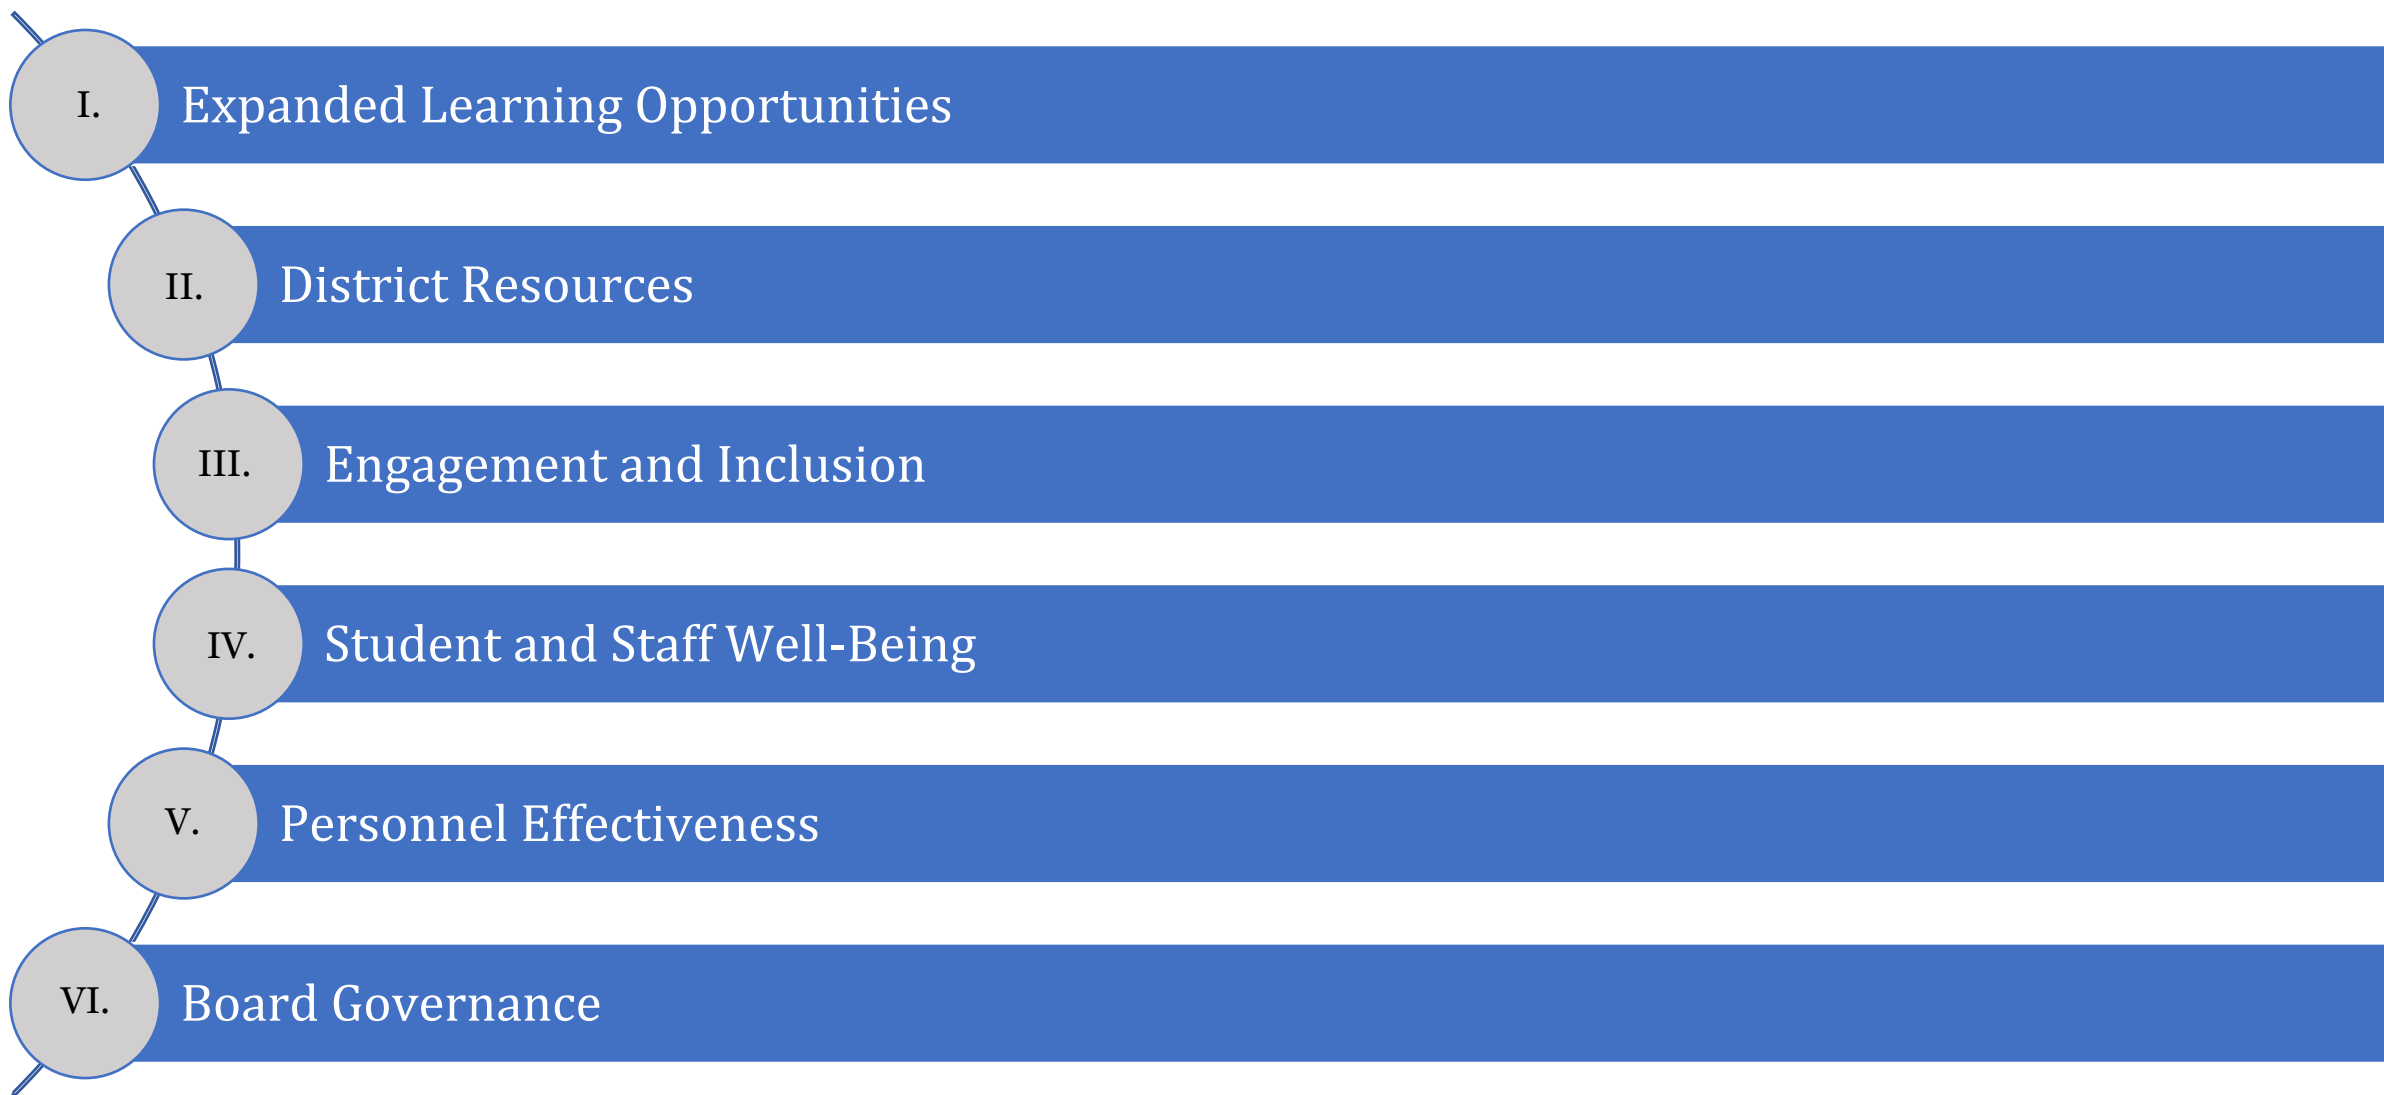 I. Expanded Learning Opportunities
II. District Resources
III. Engagement and Inclusion
IV. Student and Staff Well-Being
V. Personnel Effectiveness
VI. Board Governance